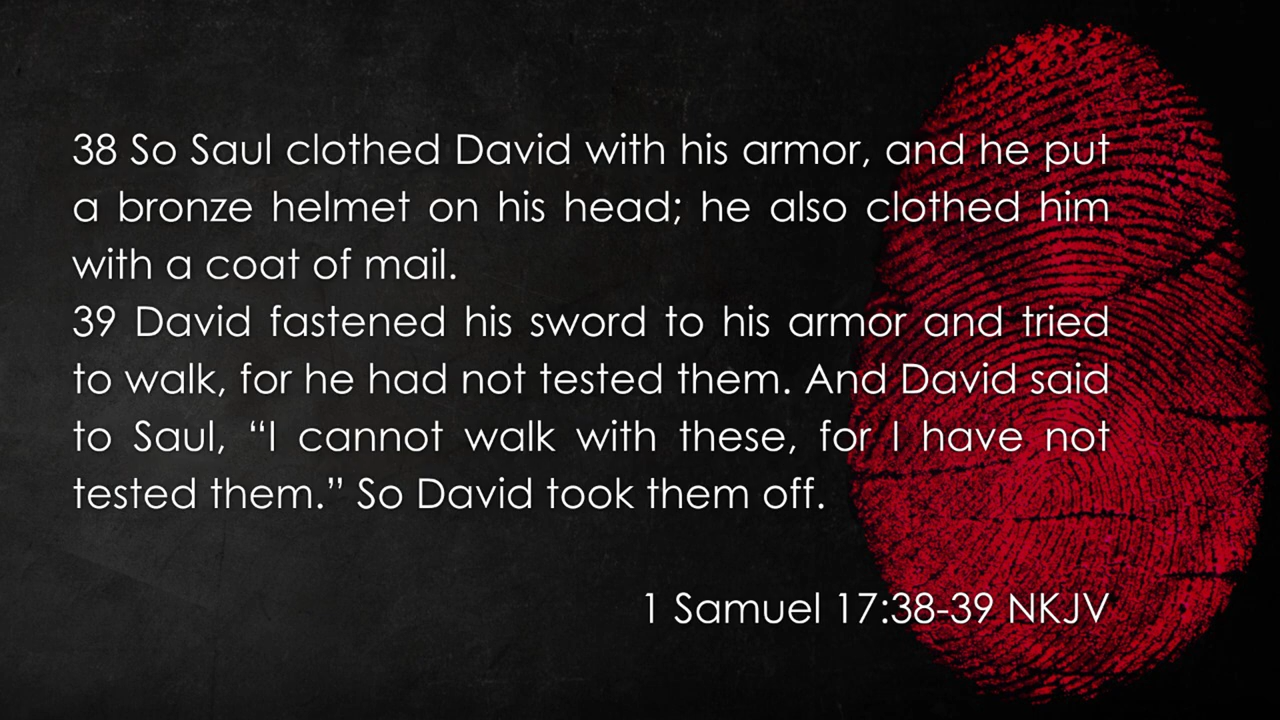 38 So Saul clothed David with his armor, and he put
a bronze helmet on his head; he also clothed him
with a coat of mail.
39 David fastened his sword to his armor and tried
to walk, for he had not tested them. And David said
to Saul, “I cannot walk with these, for I have not
tested them.” So David took them off.
1 Samuel 17:38-39 NKJV